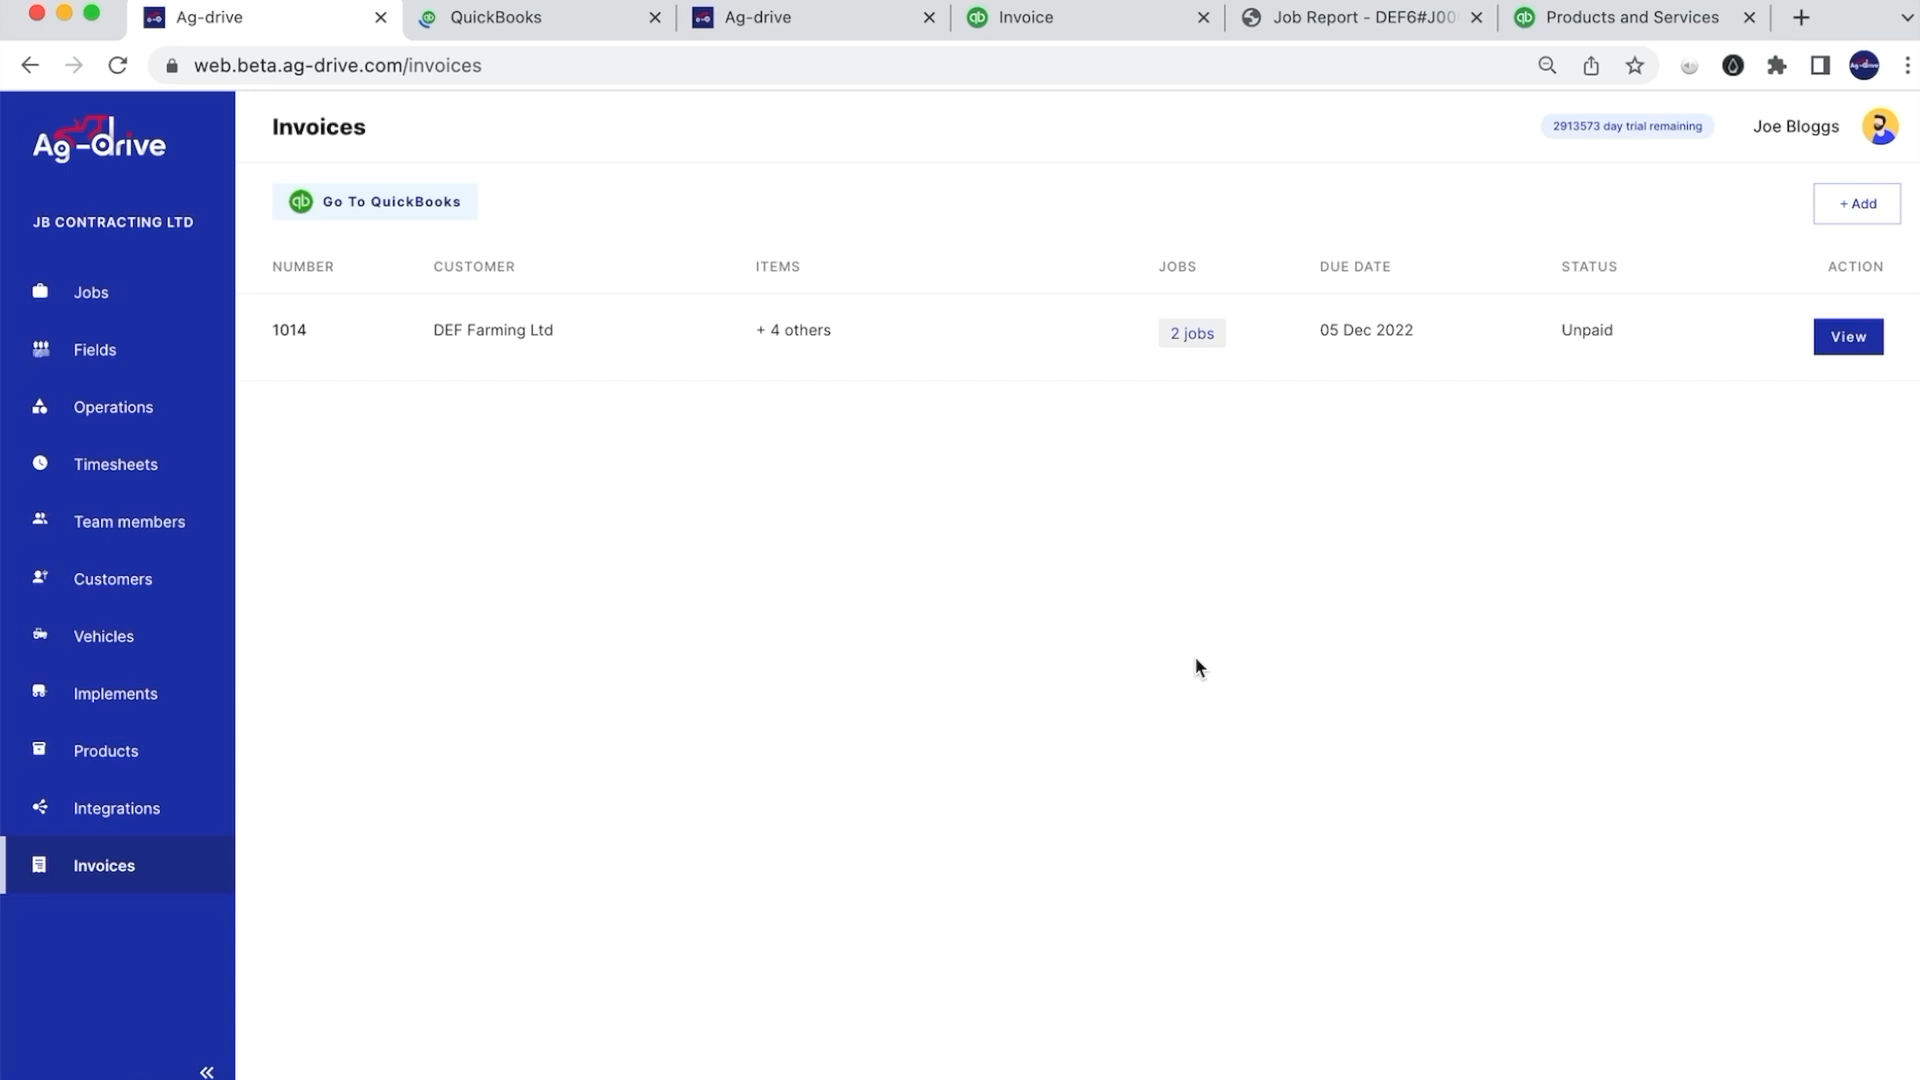 Ag-drive
QuickBooks
Ag-drive
Invoice
Job Report - DEF6#J00
Products and Services
web.beta.ag-drive.com/invoices
Ag-drive
Ag-drive
JB CONTRACTING LTD
Jobs
Fields
Operations
Timesheets
Team members
Customers
Vehicles
Implements
Products
Integrations
Invoices
Invoices
2913573 day trial remaining
Joe Bloggs
qb Go To QuickBooks
+ Add
NUMBER CUSTOMER ITEMS JOBS DUE DATE STATUS ACTION
1014 DEF Farming Ltd + 4 others 2 jobs 05 Dec 2022 Unpaid View